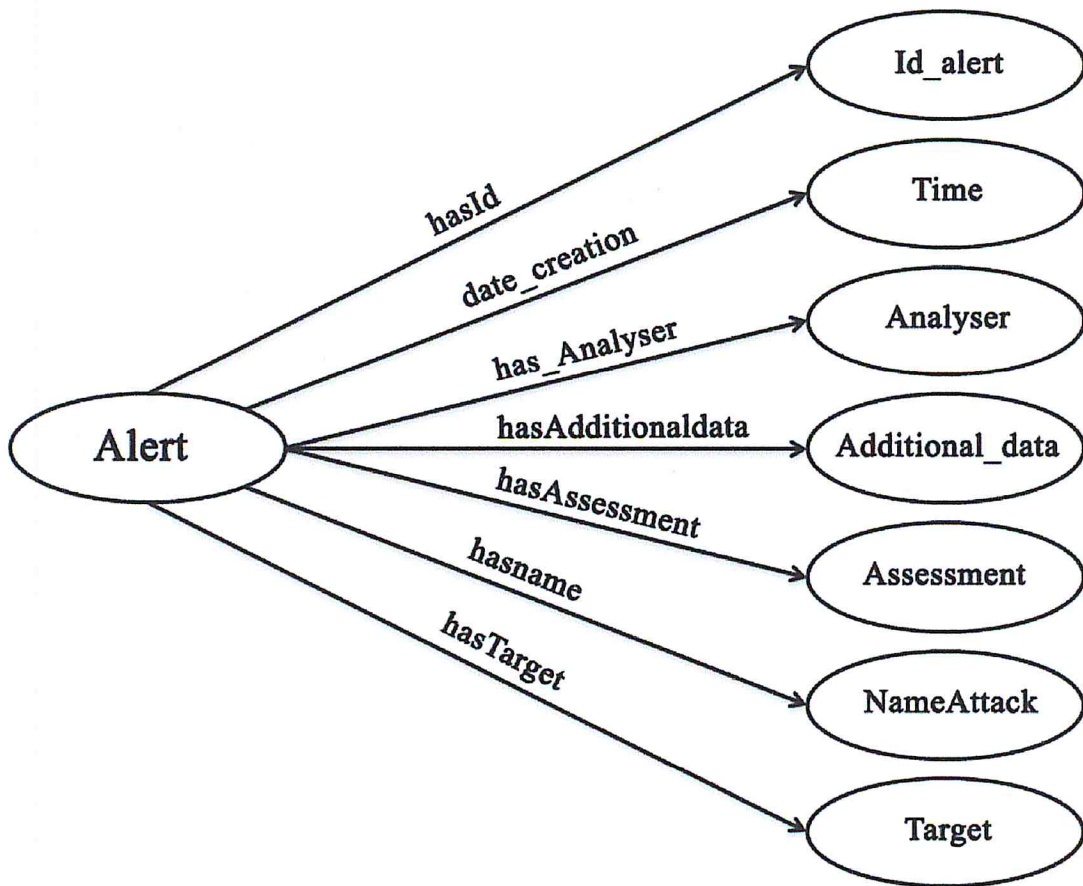 Id_alert
hasId
Time
date_creation
Analyser
has_Analyser
Alert
hasAdditionaldata
Additional_data
hasAssessment
Assessment
hasname
NameAttack
hasTarget
Target